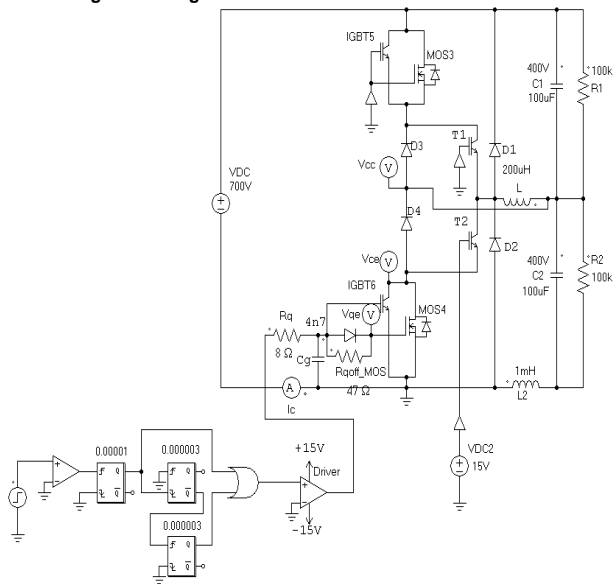 IGBT5
MOS3
400V
C1
100uF
100k
R1
T1
D3
D1
200uH
Vcc
V
L
VDC
700V
D4
T2
D2
Vce
V
IGBT6
Vge
V
MOS4
400V
C2
100uF
R2
100k
Rq
4n7
8 Ω
Cg
Rqoff_MOS
47 Ω
A
Ic
1mH
L2
VDC2
15V
+15V
Driver
-15V
0.00001
Q
Q
0.000003
Q
Q
0.000003
Q
Q